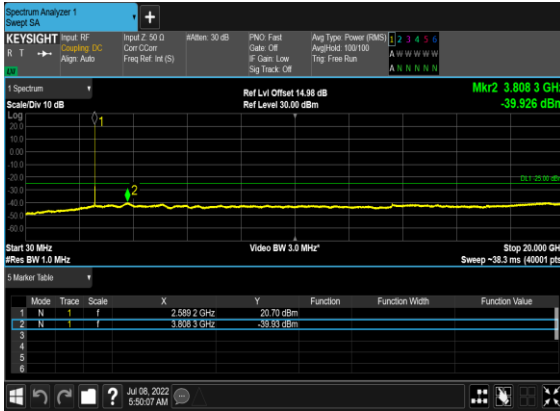 Spectrum Analyzer 1
Swept SA
KEYSIGHT
R T
Input: RF
Coupling: DC
Align: Auto
Input Z: 50 Ω
Corr CCorr
Freq Ref: Int (S)
#Atten: 30 dB
PNO: Fast
Gate: Off
IF Gain: Low
Sig Track: Off
Avg Type: Power (RMS)
Avg|Hold: 100/100
Trig: Free Run
1 2 3 4 5 6
A W W W W W
A N N N N N
1 Spectrum
Scale/Div 10 dB
Ref Lvl Offset 14.98 dB
Ref Level 30.00 dBm
Mkr2 3.808 3 GHz
-39.926 dBm
Log
20.0
10.0
0.00
-10.0
-20.0
-30.0
-40.0
-50.0
-60.0
1
2
Start 30 MHz
#Res BW 1.0 MHz
Video BW 3.0 MHz*
Stop 20.000 GH
Sweep ~38.3 ms (40001 pts
5 Marker Table
Mode Trace Scale X Y Function Function Width Function Value
1 N 1 f 2.589 2 GHz 20.70 dBm
2 N 1 f 3.808 3 GHz -39.93 dBm
3
4
5
6
?
Jul 08, 2022
5:50:07 AM